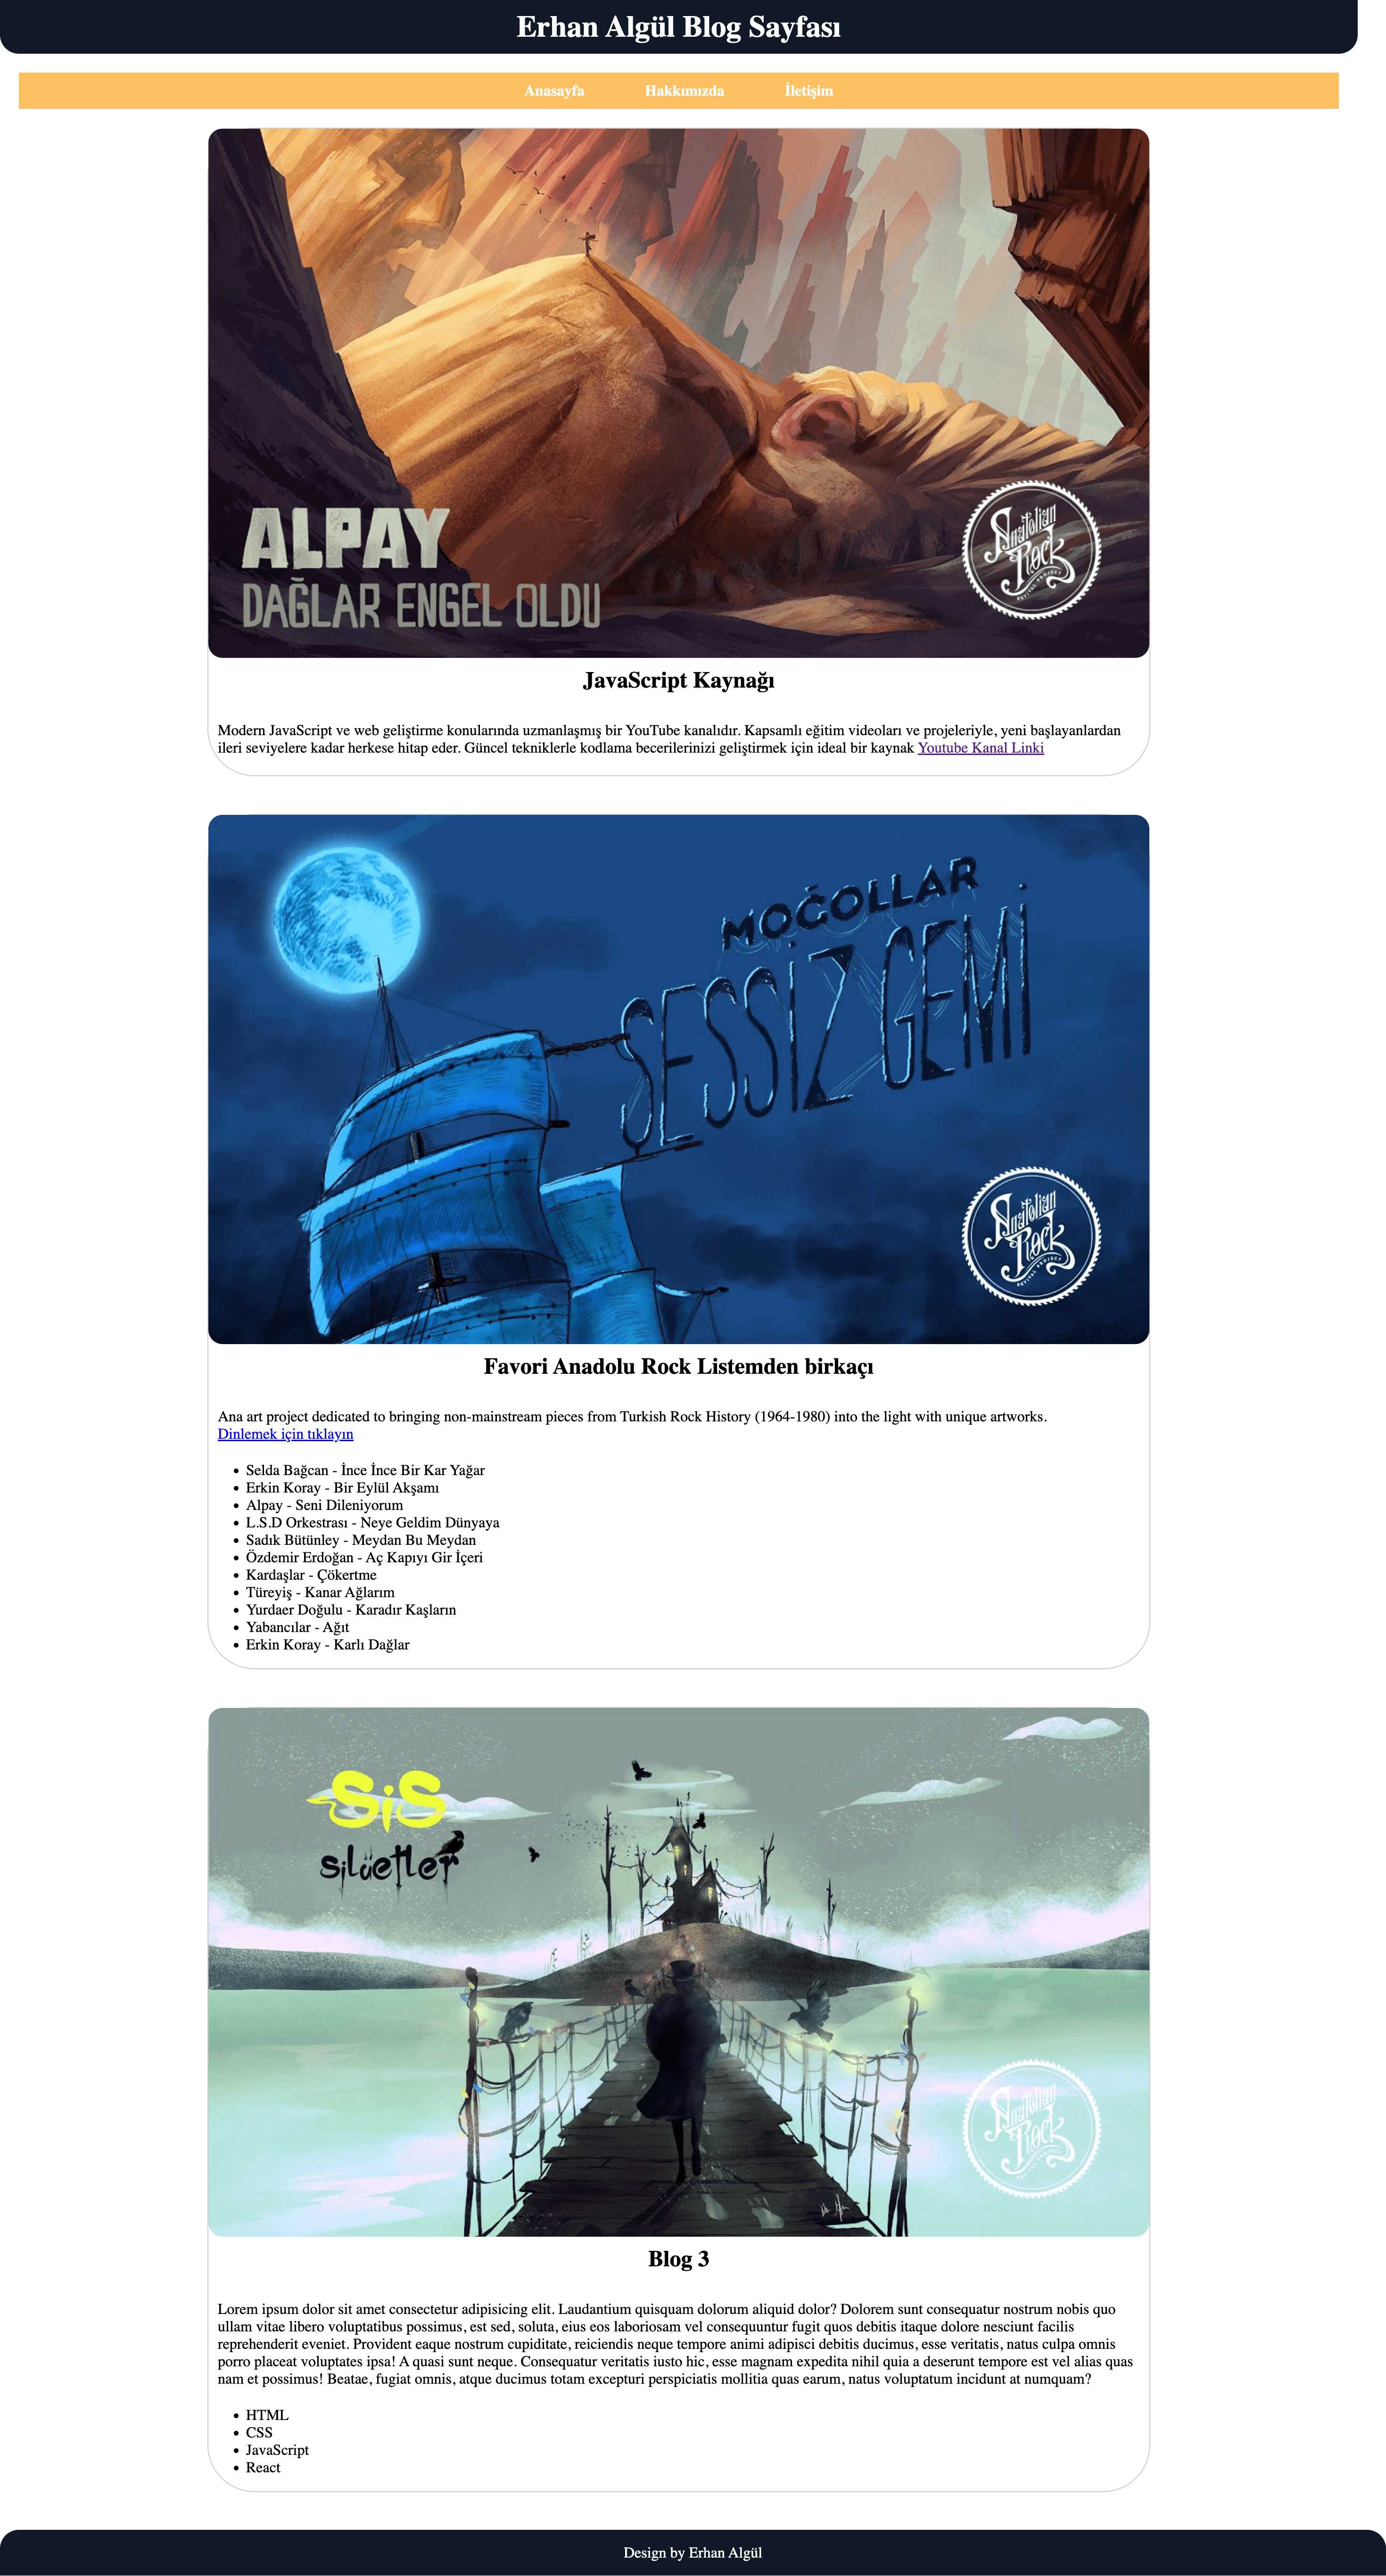 Erhan Algül Blog Sayfası
Anasayfa Hakkımızda İletişim
ALPAY
DAĞLAR ENGEL OLDU
Anatolian
Rock
REVIVAL PROJECT
JavaScript Kaynağı
Modern JavaScript ve web geliştirme konularında uzmanlaşmış bir YouTube kanalıdır. Kapsamlı eğitim videoları ve projeleriyle, yeni başlayanlardan
ileri seviyelere kadar herkese hitap eder. Güncel tekniklerle kodlama becerilerinizi geliştirmek için ideal bir kaynak Youtube Kanal Linki
MOĞOLLAR
SESSİZ GEMİ
Anatolian
Rock
REVIVAL PROJECT
Favori Anadolu Rock Listemden birkaçı
Ana art project dedicated to bringing non-mainstream pieces from Turkish Rock History (1964-1980) into the light with unique artworks.
Dinlemek için tıklayın
• Selda Bağcan - İnce İnce Bir Kar Yağar
• Erkin Koray - Bir Eylül Akşamı
• Alpay - Seni Dileniyorum
• L.S.D Orkestrası - Neye Geldim Dünyaya
• Sadık Bütünley - Meydan Bu Meydan
• Özdemir Erdoğan - Aç Kapıyı Gir İçeri
• Kardaşlar - Çökertme
• Türeyiş - Kanar Ağlarım
• Yurdaer Doğulu - Karadır Kaşların
• Yabancılar - Ağıt
• Erkin Koray - Karlı Dağlar
SiS
Silüetler
Anatolian
Rock
REVIVAL PROJECT
Blog 3
Lorem ipsum dolor sit amet consectetur adipisicing elit. Laudantium quisquam dolorum aliquid dolor? Dolorem sunt consequatur nostrum nobis quo
ullam vitae libero voluptatibus possimus, est sed, soluta, eius eos laboriosam vel consequuntur fugit quos debitis itaque dolore nesciunt facilis
reprehenderit eveniet. Provident eaque nostrum cupiditate, reiciendis neque tempore animi adipisci debitis ducimus, esse veritatis, natus culpa omnis
porro placeat voluptates ipsa! A quasi sunt neque. Consequatur veritatis iusto hic, esse magnam expedita nihil quia a deserunt tempore est vel alias quas
nam et possimus! Beatae, fugiat omnis, atque ducimus totam excepturi perspiciatis mollitia quas earum, natus voluptatum incidunt at numquam?
• HTML
• CSS
• JavaScript
• React
Design by Erhan Algül